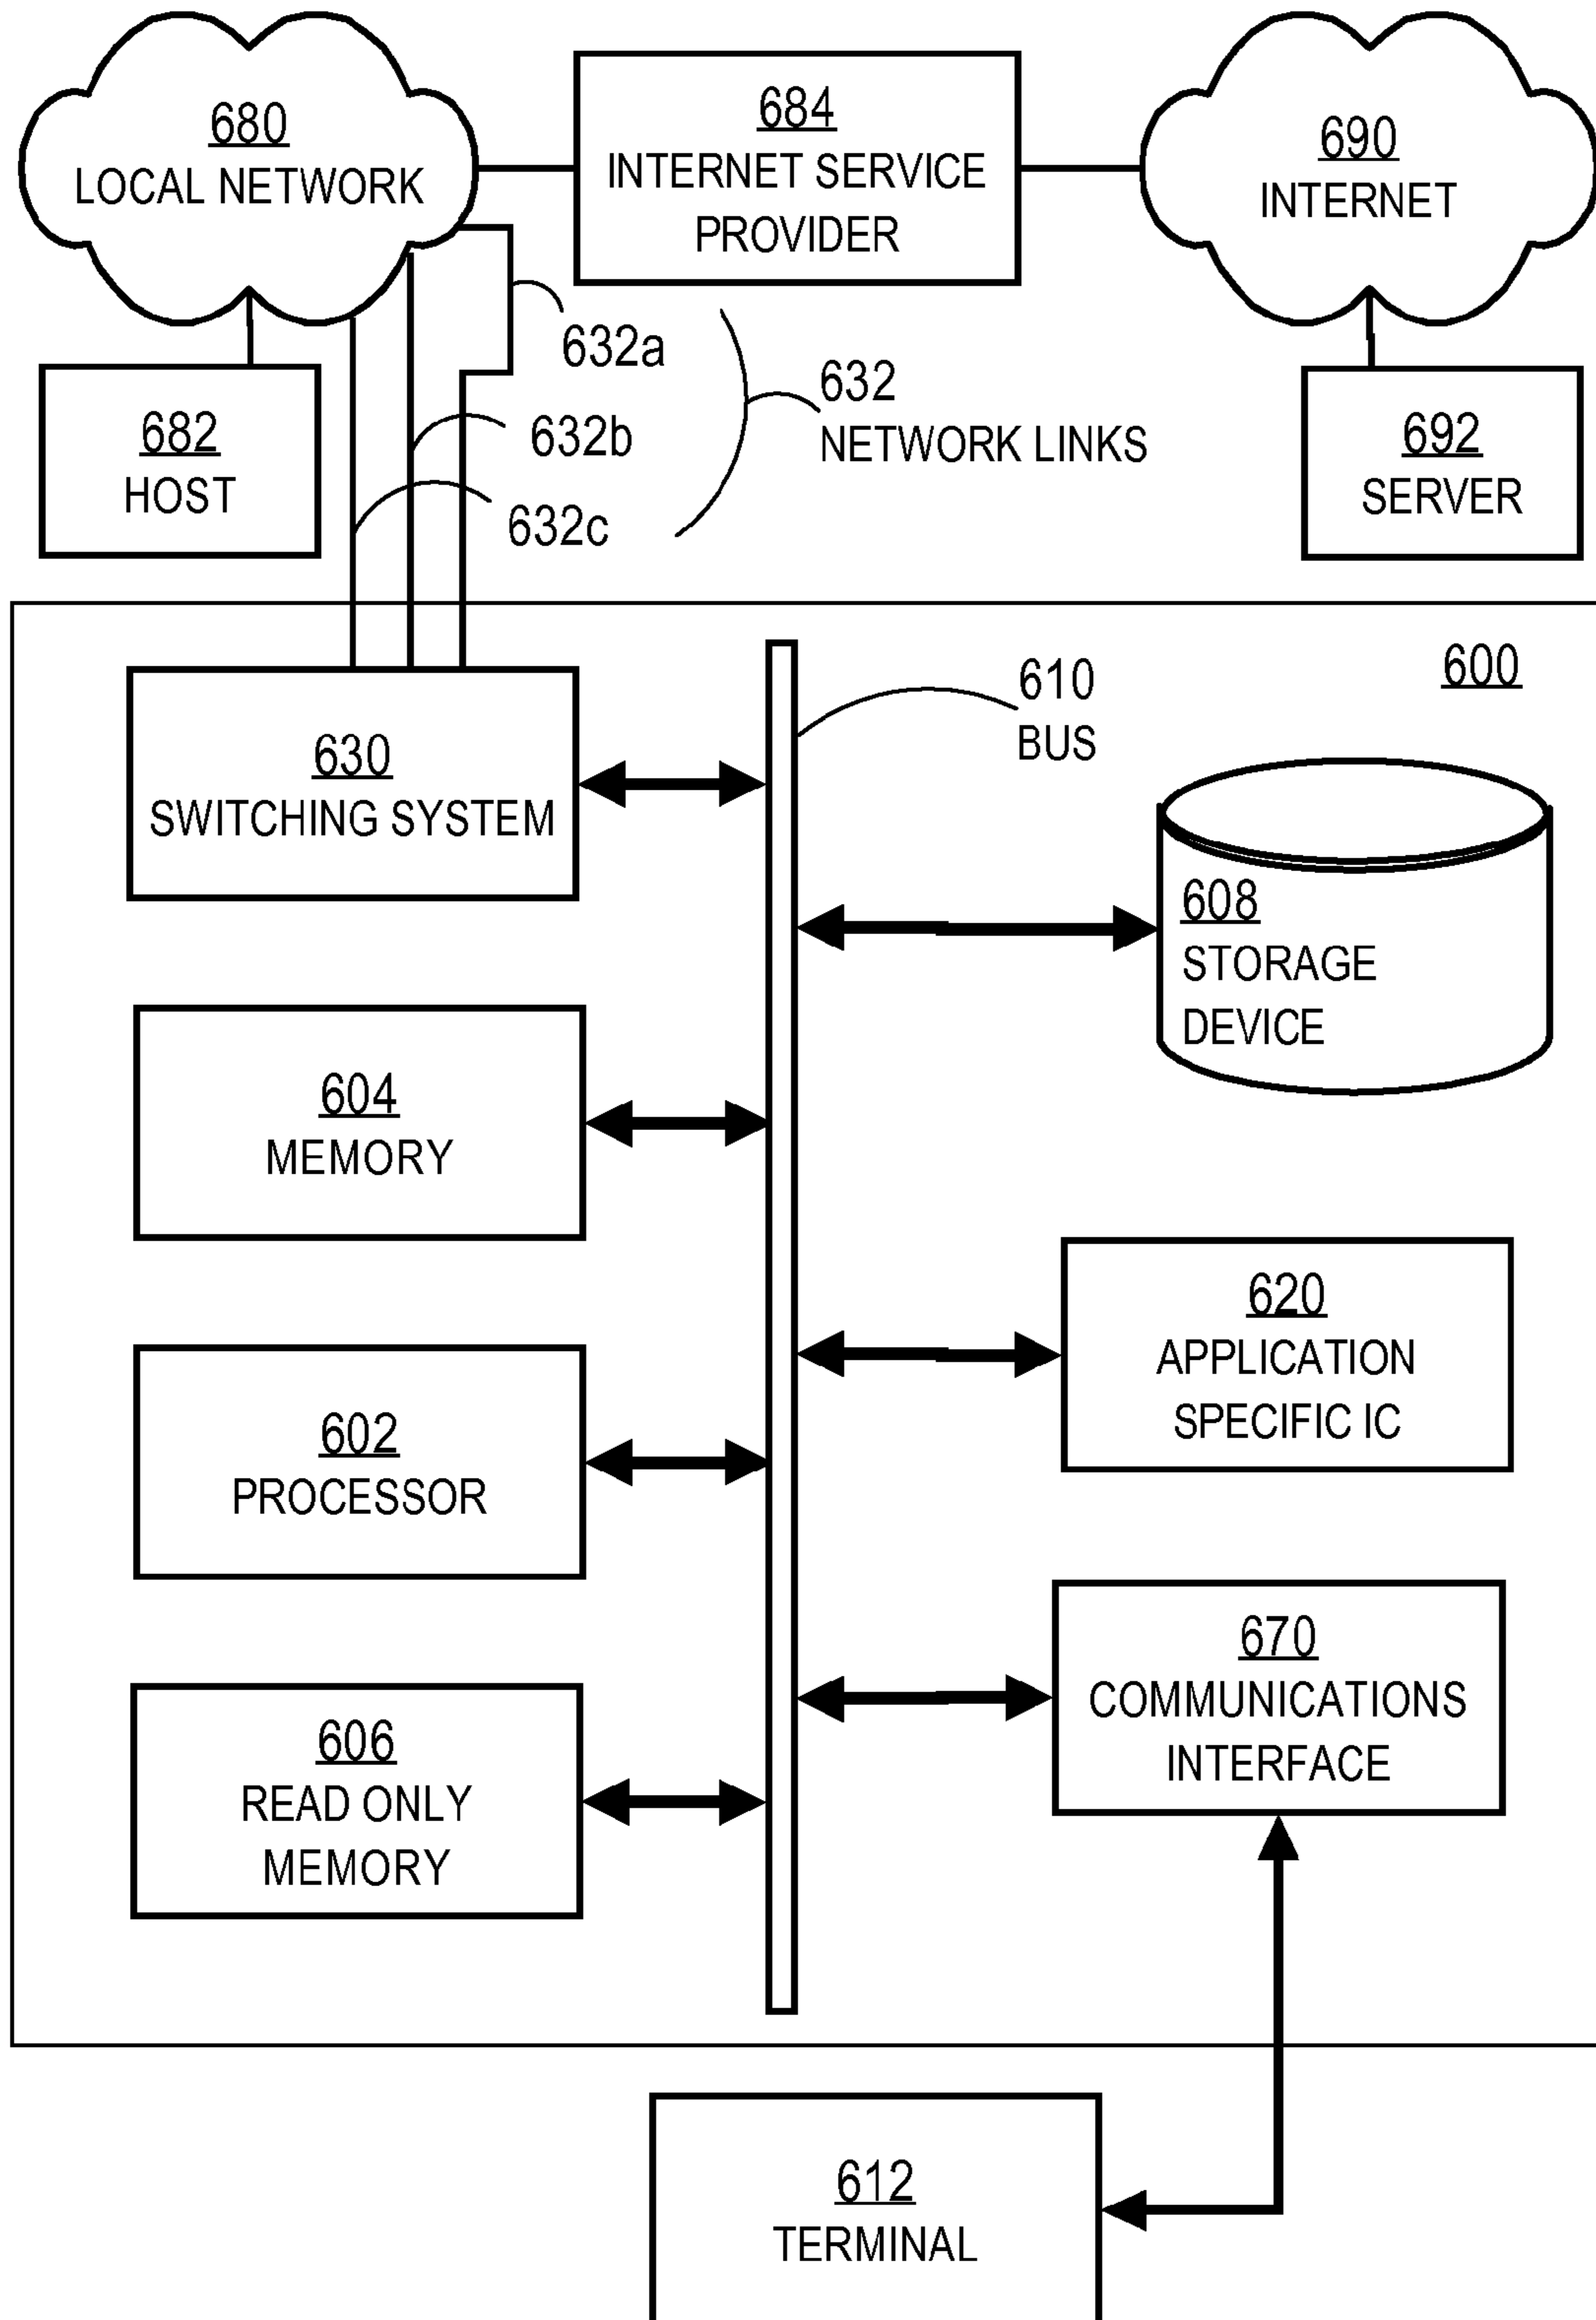 680
LOCAL NETWORK
684
INTERNET SERVICE
PROVIDER
690
INTERNET
632a
632b
632c
632
NETWORK LINKS
682
HOST
692
SERVER
600
610
BUS
630
SWITCHING SYSTEM
608
STORAGE
DEVICE
604
MEMORY
620
APPLICATION
SPECIFIC IC
602
PROCESSOR
670
COMMUNICATIONS
INTERFACE
606
READ ONLY
MEMORY
612
TERMINAL